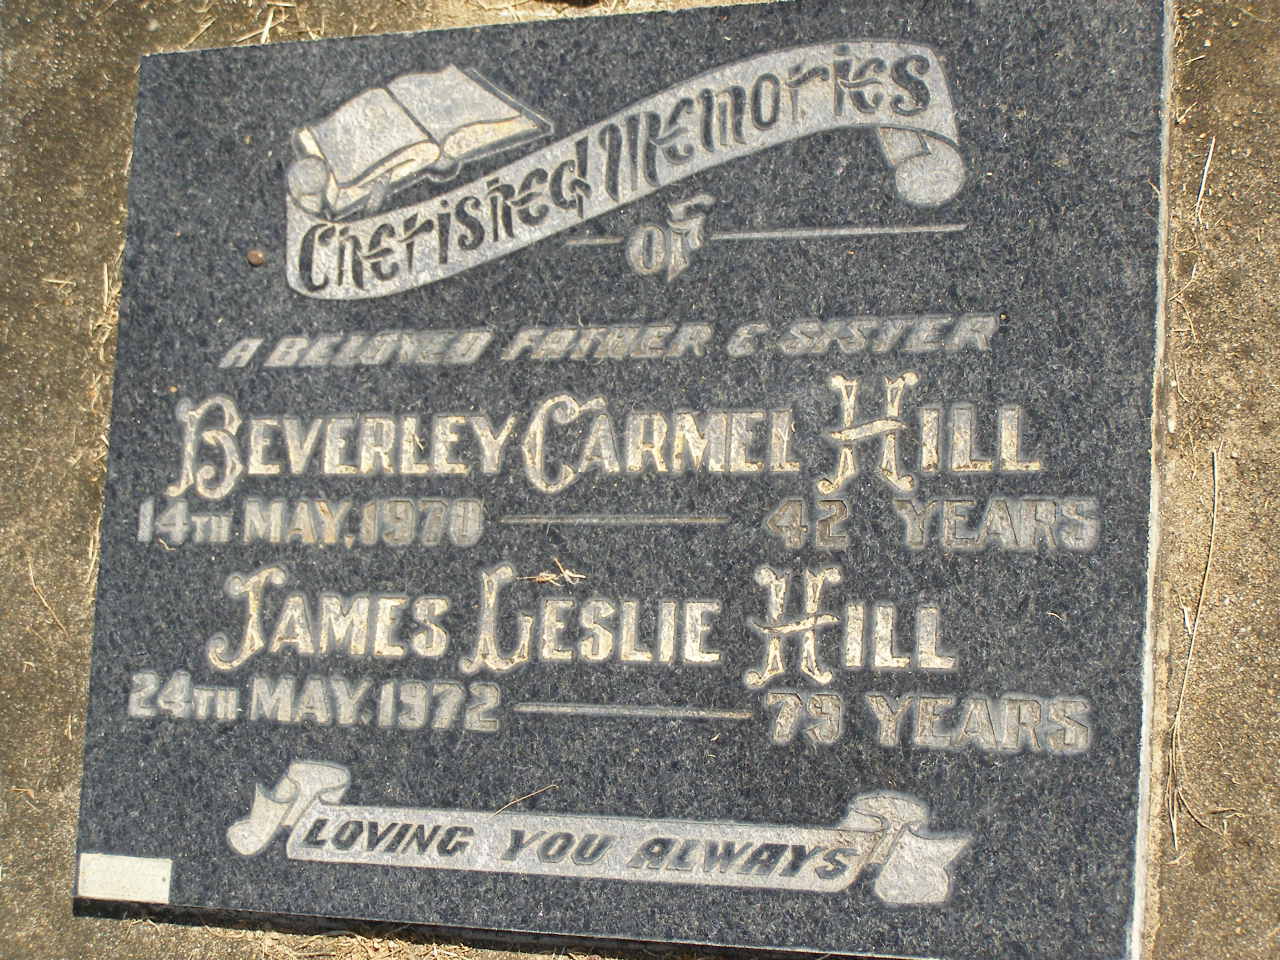 Cherished Memories
OF
A BELOVED FATHER & SISTER
BEVERLEY CARMEL HILL
14TH MAY, 1970 42 YEARS
JAMES LESLIE HILL
24TH MAY, 1972 79 YEARS
LOVING YOU ALWAYS